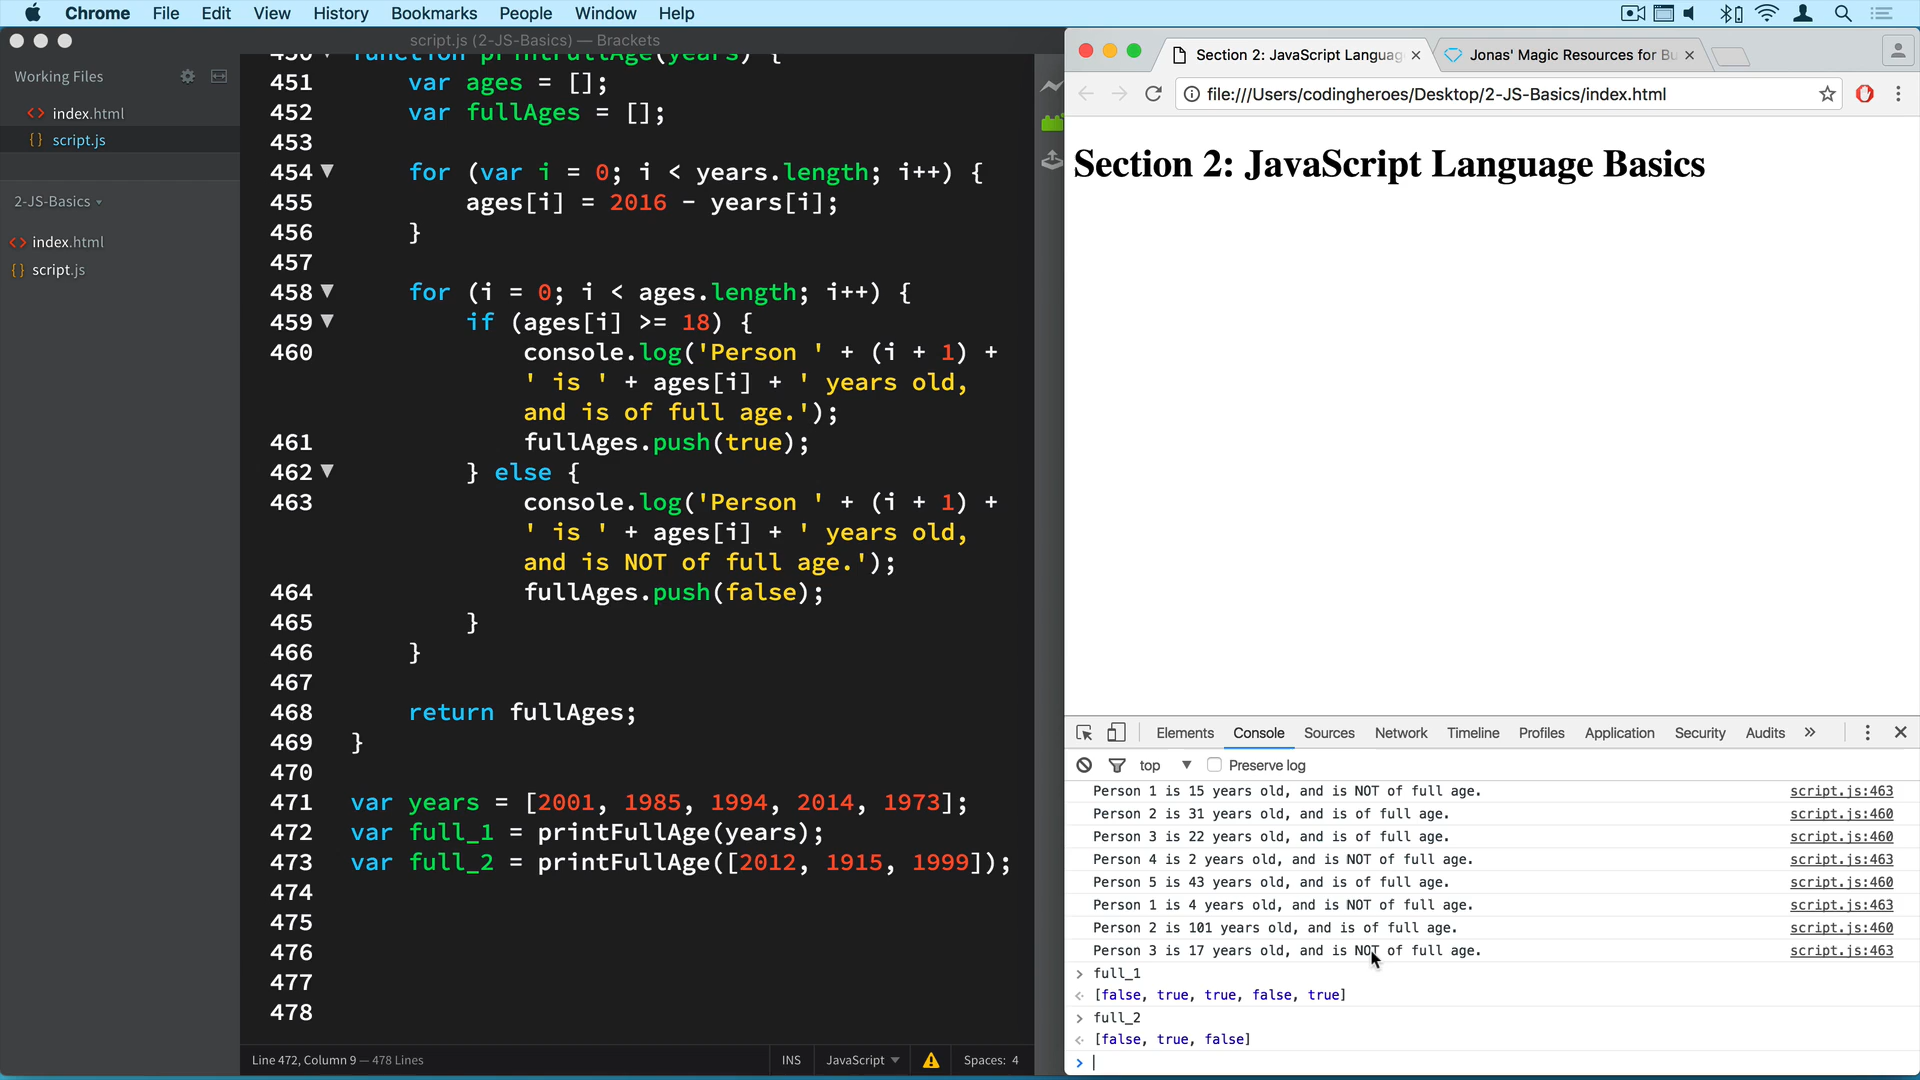 Chrome File Edit View History Bookmarks People Window Help
script.js (2-JS-Basics) — Brackets
Working Files
<> index.html
{} script.js
2-JS-Basics
<> index.html
{} script.js
450 function printFullAge(years) {
451 var ages = [];
452 var fullAges = [];
453
454 for (var i = 0; i < years.length; i++) {
455 ages[i] = 2016 - years[i];
456 }
457
458 for (i = 0; i < ages.length; i++) {
459 if (ages[i] >= 18) {
460 console.log('Person ' + (i + 1) +
' is ' + ages[i] + ' years old,
and is of full age.');
461 fullAges.push(true);
462 } else {
463 console.log('Person ' + (i + 1) +
' is ' + ages[i] + ' years old,
and is NOT of full age.');
464 fullAges.push(false);
465 }
466 }
467
468 return fullAges;
469 }
470
471 var years = [2001, 1985, 1994, 2014, 1973];
472 var full_1 = printFullAge(years);
473 var full_2 = printFullAge([2012, 1915, 1999]);
474
475
476
477
478
Line 472, Column 9 — 478 Lines
INS JavaScript Spaces: 4
Section 2: JavaScript Languag
Jonas' Magic Resources for Bu
file:///Users/codingheroes/Desktop/2-JS-Basics/index.html
Section 2: JavaScript Language Basics
Elements Console Sources Network Timeline Profiles Application Security Audits »
top Preserve log
Person 1 is 15 years old, and is NOT of full age. script.js:463
Person 2 is 31 years old, and is of full age. script.js:460
Person 3 is 22 years old, and is of full age. script.js:460
Person 4 is 2 years old, and is NOT of full age. script.js:463
Person 5 is 43 years old, and is of full age. script.js:460
Person 1 is 4 years old, and is NOT of full age. script.js:463
Person 2 is 101 years old, and is of full age. script.js:460
Person 3 is 17 years old, and is NOT of full age. script.js:463
> full_1
[false, true, true, false, true]
> full_2
[false, true, false]
>